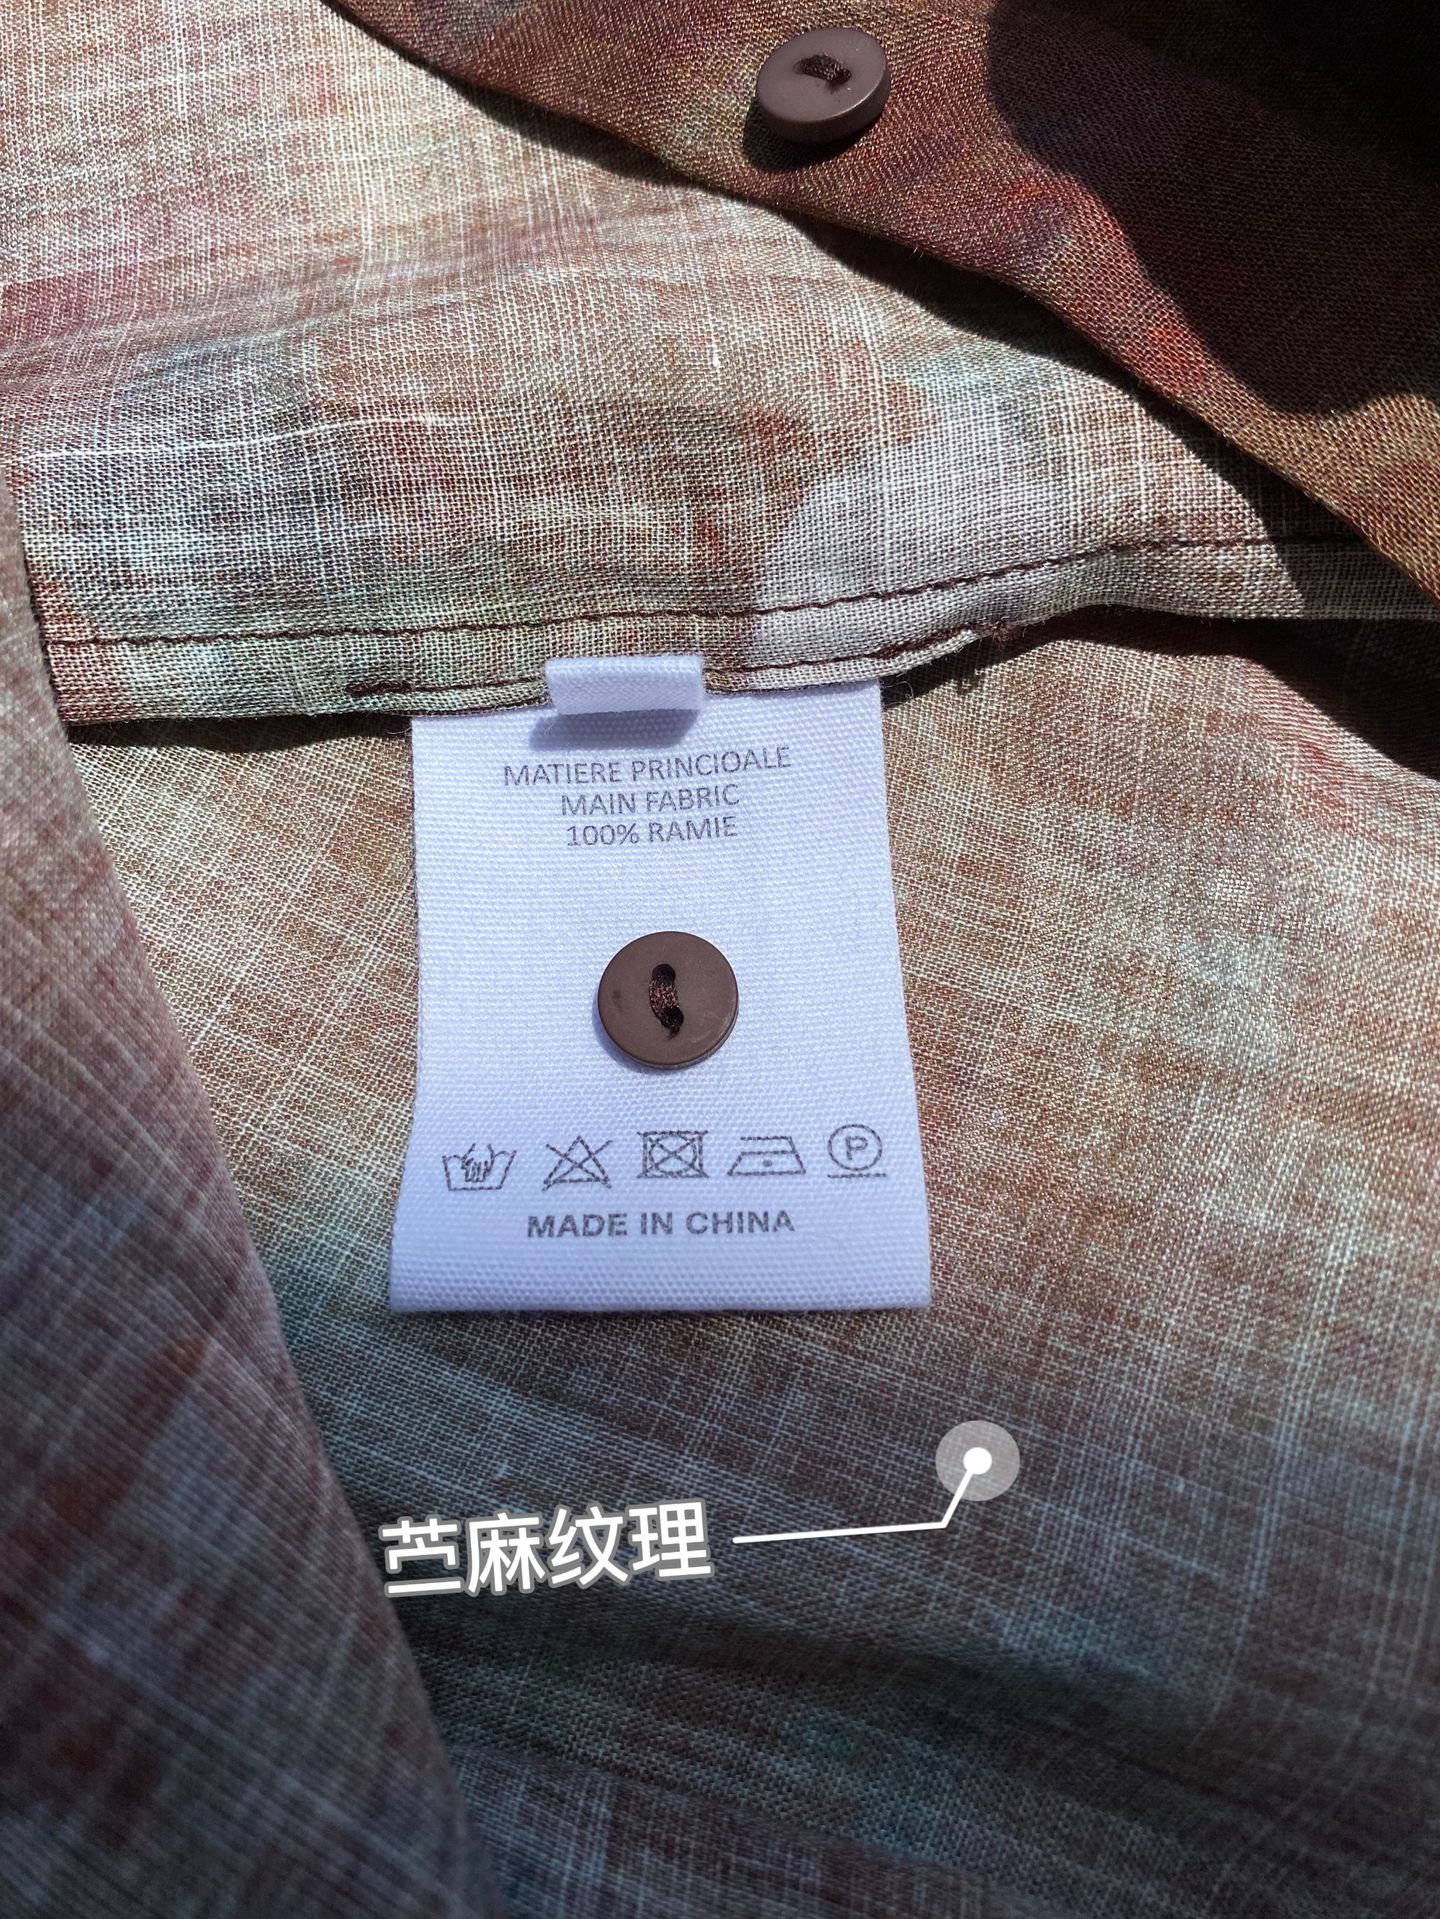 MATIERE PRINCIOALE
MAIN FABRIC
100% RAMIE
P
MADE IN CHINA
苎麻纹理